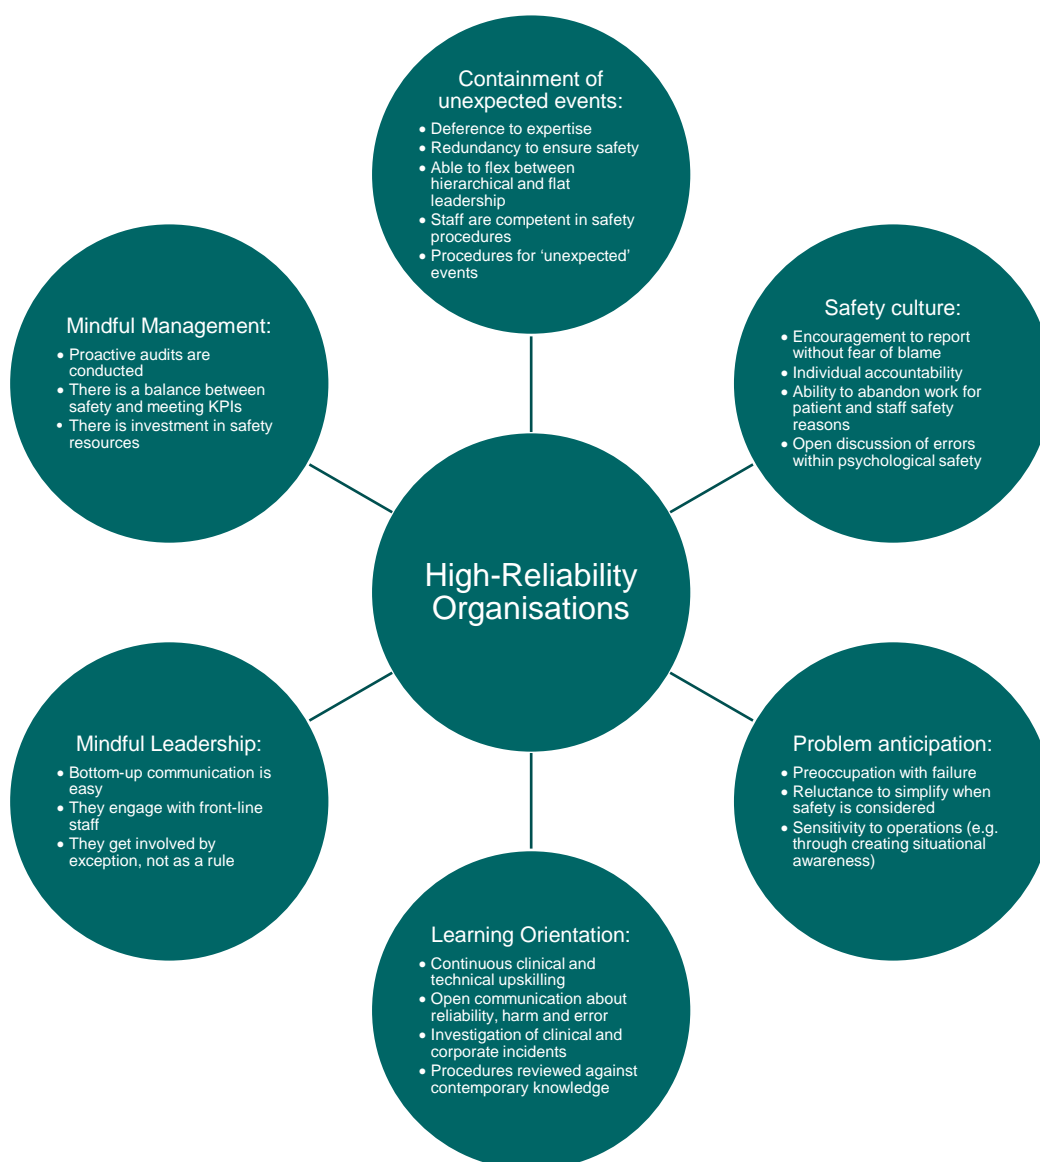 Containment of
unexpected events:
• Deference to expertise
• Redundancy to ensure safety
• Able to flex between
hierarchical and flat
leadership
• Staff are competent in safety
procedures
• Procedures for ‘unexpected’
events
Safety culture:
• Encouragement to report
without fear of blame
• Individual accountability
• Ability to abandon work for
patient and staff safety
reasons
• Open discussion of errors
within psychological safety
Problem anticipation:
• Preoccupation with failure
• Reluctance to simplify when
safety is considered
• Sensitivity to operations (e.g.
through creating situational
awareness)
Learning Orientation:
• Continuous clinical and
technical upskilling
• Open communication about
reliability, harm and error
• Investigation of clinical and
corporate incidents
• Procedures reviewed against
contemporary knowledge
Mindful Leadership:
• Bottom-up communication is
easy
• They engage with front-line
staff
• They get involved by
exception, not as a rule
Mindful Management:
• Proactive audits are
conducted
• There is a balance between
safety and meeting KPIs
• There is investment in safety
resources
High-Reliability
Organisations